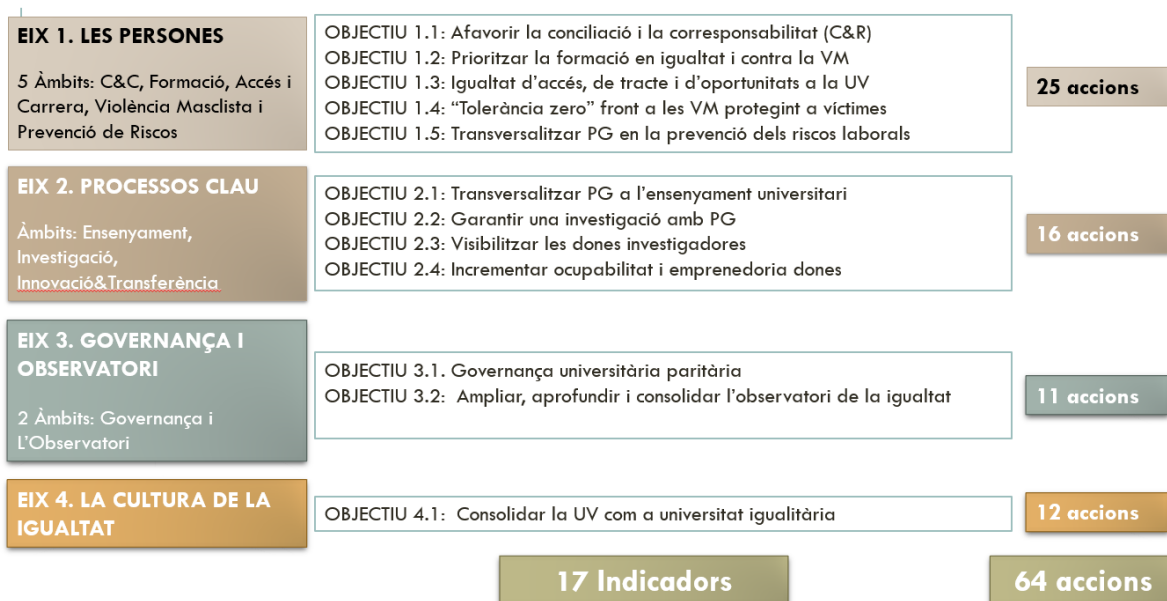 EIX 1. LES PERSONES
5 Àmbits: C&C, Formació, Accés i
Carrera, Violència Masclista i
Prevenció de Riscos
OBJECTIU 1.1: Afavorir la conciliació i la corresponsabilitat (C&R)
OBJECTIU 1.2: Prioritzar la formació en igualtat i contra la VM
OBJECTIU 1.3: Igualtat d'accés, de tracte i d'oportunitats a la UV
OBJECTIU 1.4: "Tolerància zero" front a les VM protegint a víctimes
OBJECTIU 1.5: Transversalitzar PG en la prevenció dels riscos laborals
25 accions
EIX 2. PROCESSOS CLAU
Àmbits: Ensenyament,
Investigació,
Innovació&Transferència
OBJECTIU 2.1: Transversalitzar PG a l'ensenyament universitari
OBJECTIU 2.2: Garantir una investigació amb PG
OBJECTIU 2.3: Visibilitzar les dones investigadores
OBJECTIU 2.4: Incrementar ocupabilitat i emprenedoria dones
16 accions
EIX 3. GOVERNANÇA I
OBSERVATORI
2 Àmbits: Governança i
L'Observatori
OBJECTIU 3.1. Governança universitària paritària
OBJECTIU 3.2: Ampliar, aprofundir i consolidar l'observatori de la igualtat
11 accions
EIX 4. LA CULTURA DE LA
IGUALTAT
OBJECTIU 4.1: Consolidar la UV com a universitat igualitària
12 accions
17 Indicadors
64 accions